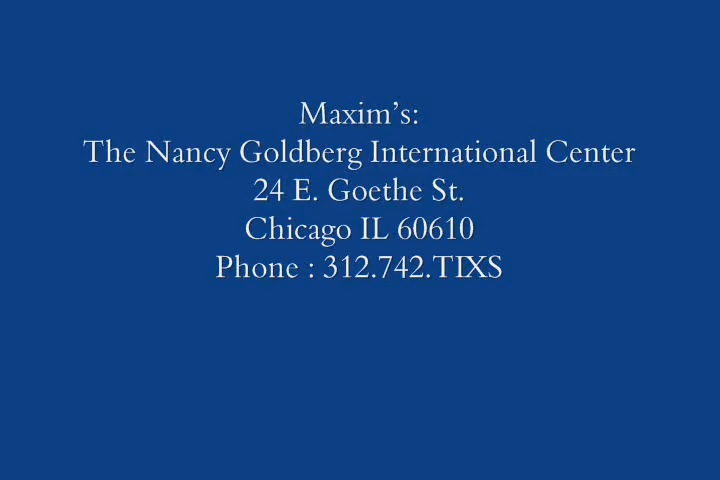 Maxim’s:
The Nancy Goldberg International Center
24 E. Goethe St.
Chicago IL 60610
Phone : 312.742.TIXS